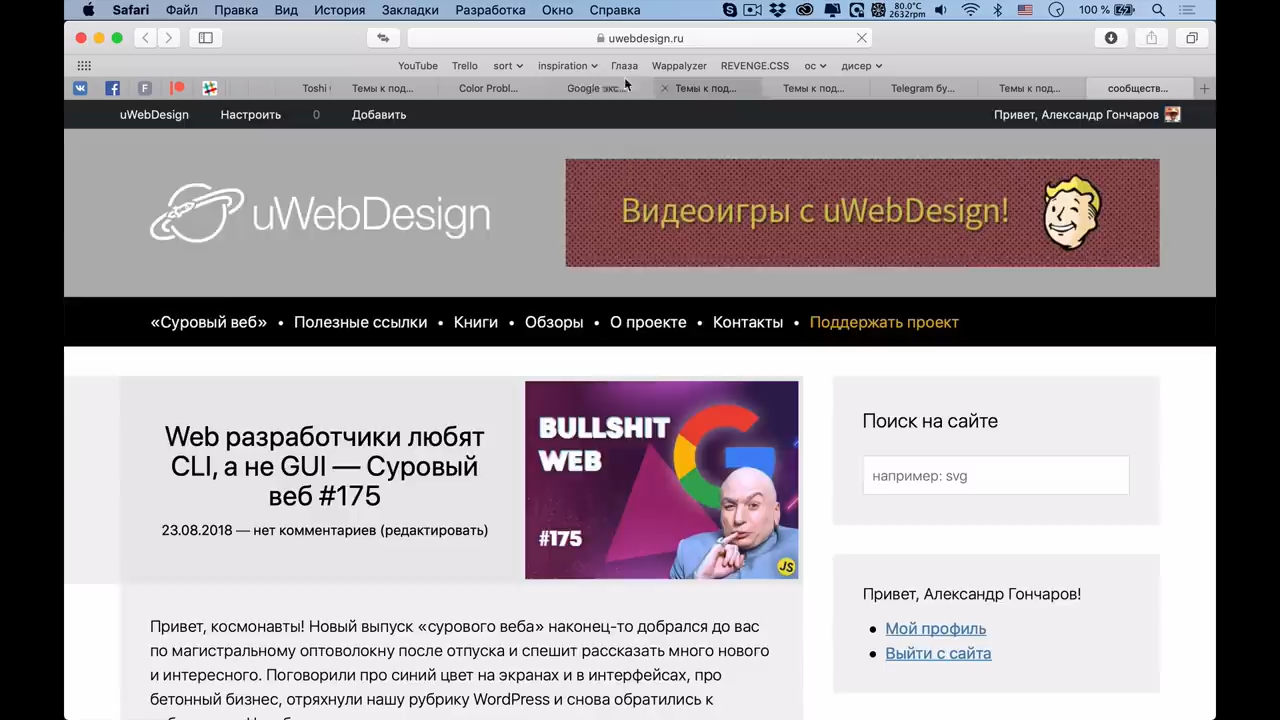 Safari Файл Правка Вид История Закладки Разработка Окно Справка 80.0°C 2632rpm 100 %
uwebdesign.ru
YouTube Trello sort inspiration Глаза Wappalyzer REVENGE.CSS ос дисер
F Toshi Темы к под... Color Probl... Google Темы к под... Темы к под... Telegram бу... Темы к под... сообществ...
uWebDesign Настроить 0 Добавить Привет, Александр Гончаров
uWebDesign
Видеоигры с uWebDesign!
«Суровый веб» • Полезные ссылки • Книги • Обзоры • О проекте • Контакты • Поддержать проект
Web разработчики любят
CLI, а не GUI — Суровый
веб #175
23.08.2018 — нет комментариев (редактировать)
BULLSHIT
WEB
#175
JS
Поиск на сайте
например: svg
Привет, Александр Гончаров!
• Мой профиль
• Выйти с сайта
Привет, космонавты! Новый выпуск «сурового веба» наконец-то добрался до вас
по магистральному оптоволокну после отпуска и спешит рассказать много нового
и интересного. Поговорили про синий цвет на экранах и в интерфейсах, про
бетонный бизнес, отряхнули нашу рубрику WordPress и снова обратились к